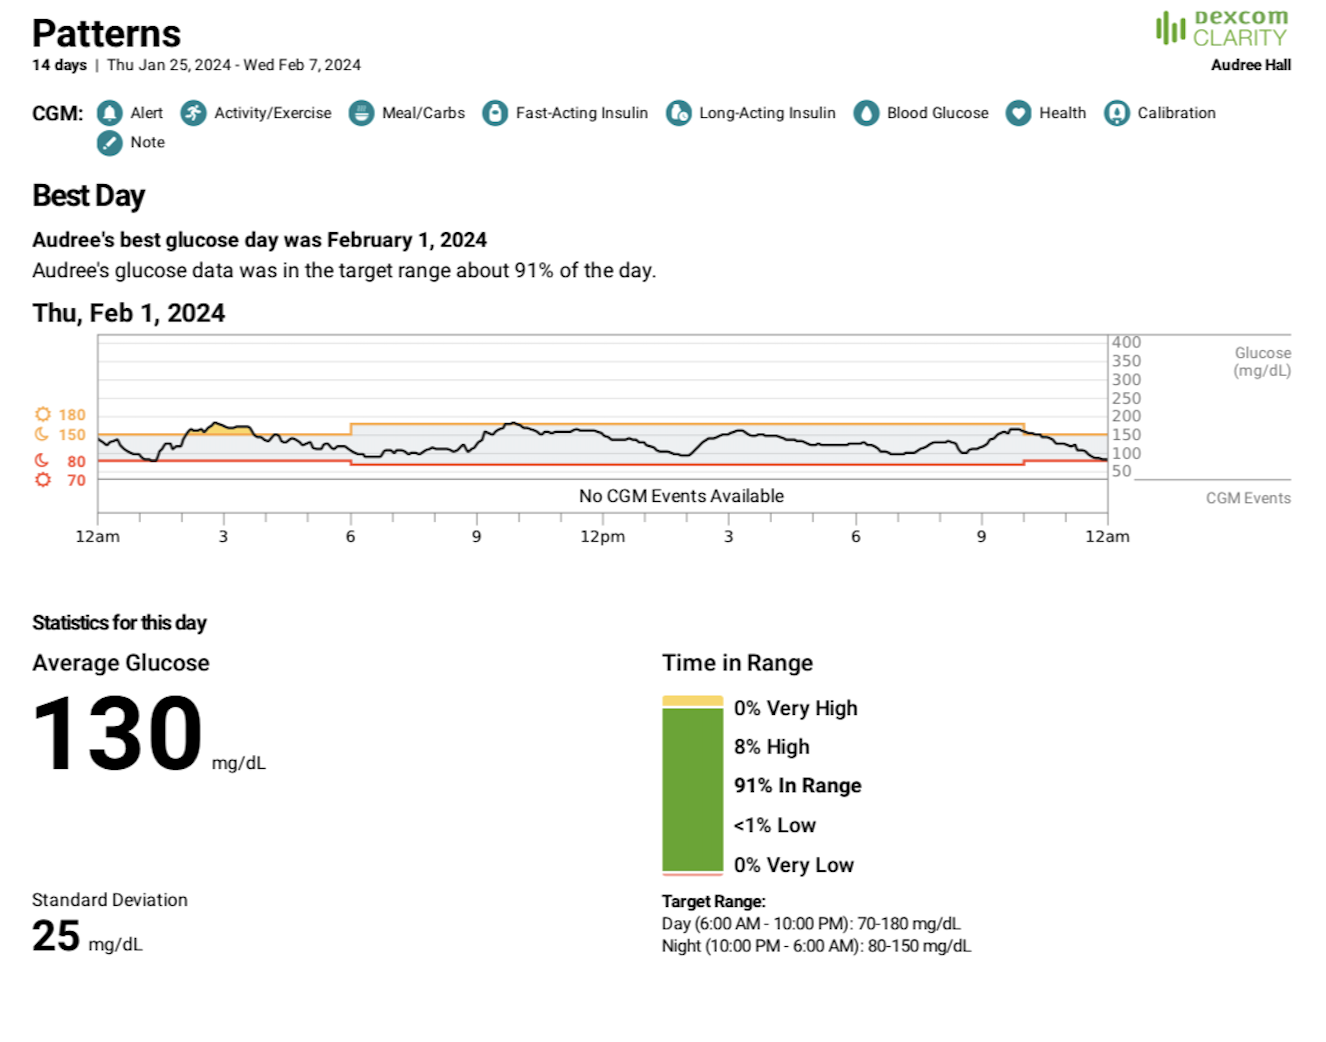 Patterns
14 days | Thu Jan 25, 2024 - Wed Feb 7, 2024
Dexcom
CLARITY
Audree Hall
CGM: Alert Activity/Exercise Meal/Carbs Fast-Acting Insulin Long-Acting Insulin Blood Glucose Health Calibration
Note
Best Day
Audree's best glucose day was February 1, 2024
Audree's glucose data was in the target range about 91% of the day.
Thu, Feb 1, 2024
180
150
80
70
400
350
300
250
200
150
100
50
Glucose
(mg/dL)
No CGM Events Available
CGM Events
12am 3 6 9 12pm 3 6 9 12am
Statistics for this day
Average Glucose
130 mg/dL
Standard Deviation
25 mg/dL
Time in Range
0% Very High
8% High
91% In Range
<1% Low
0% Very Low
Target Range:
Day (6:00 AM - 10:00 PM): 70-180 mg/dL
Night (10:00 PM - 6:00 AM): 80-150 mg/dL